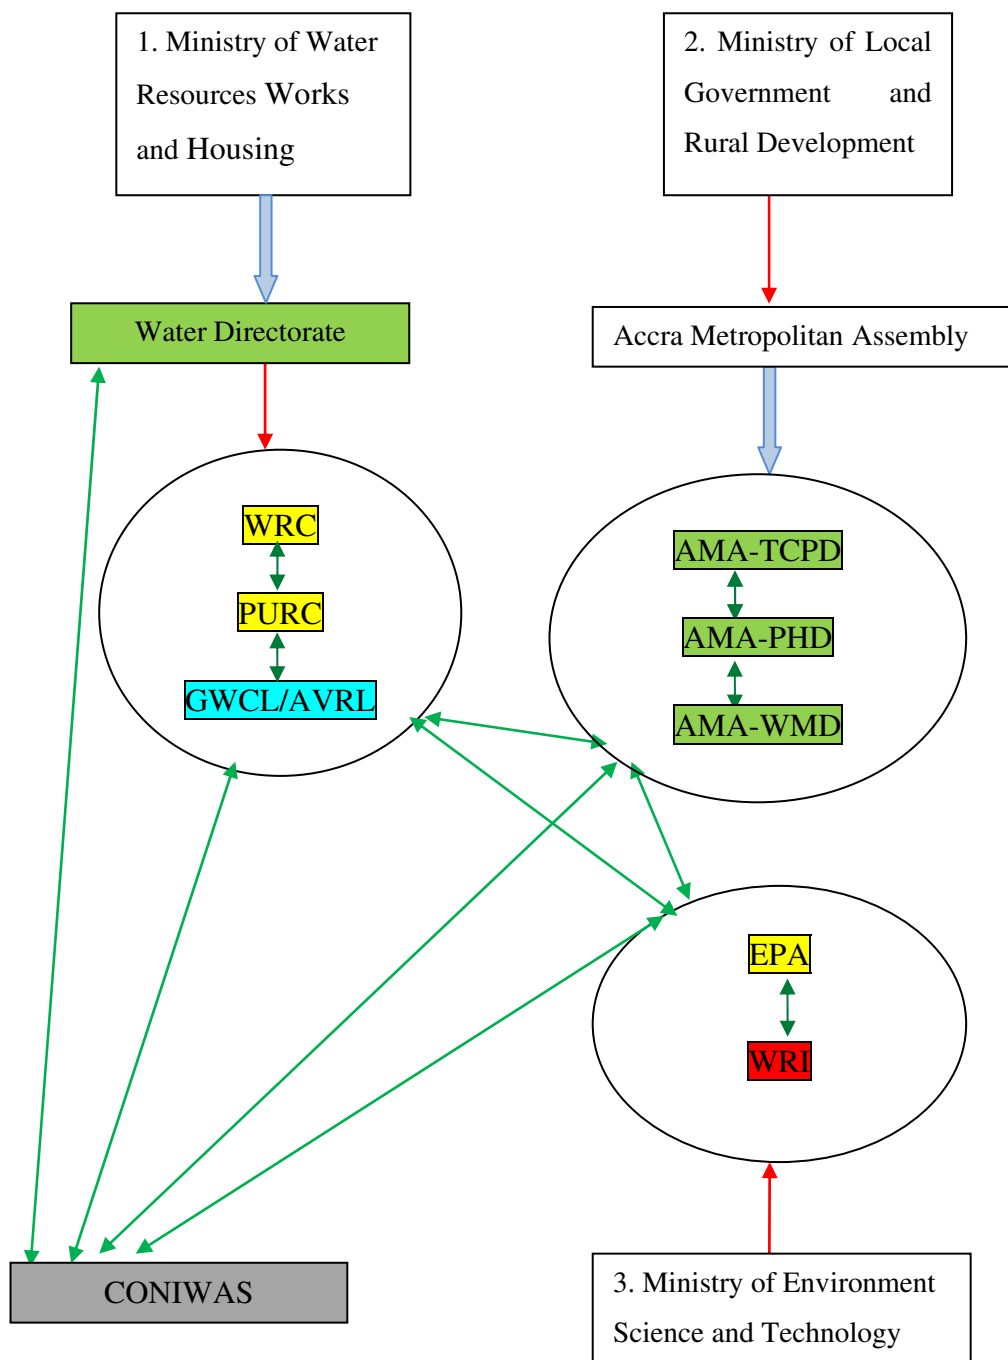 1. Ministry of Water
Resources Works
and Housing
2. Ministry of Local
Government and
Rural Development
Water Directorate
Accra Metropolitan Assembly
WRC
PURC
GWCL/AVRL
AMA-TCPD
AMA-PHD
AMA-WMD
EPA
WRI
CONIWAS
3. Ministry of Environment
Science and Technology